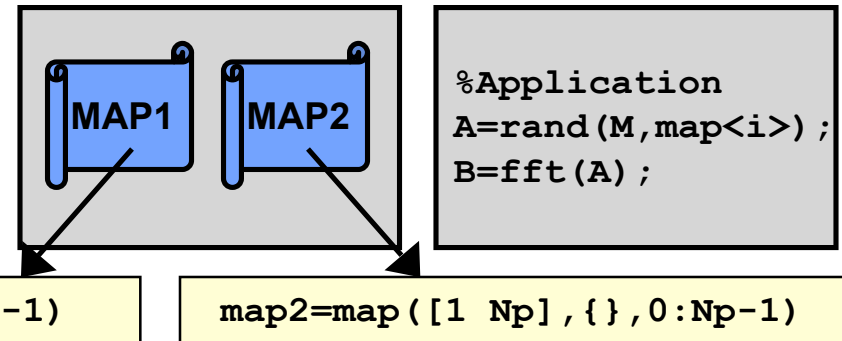 MAP1
MAP2
%Application
A=rand(M,map<i>);
B=fft(A);
-1)
map2=map([1 Np],{},0:Np-1)